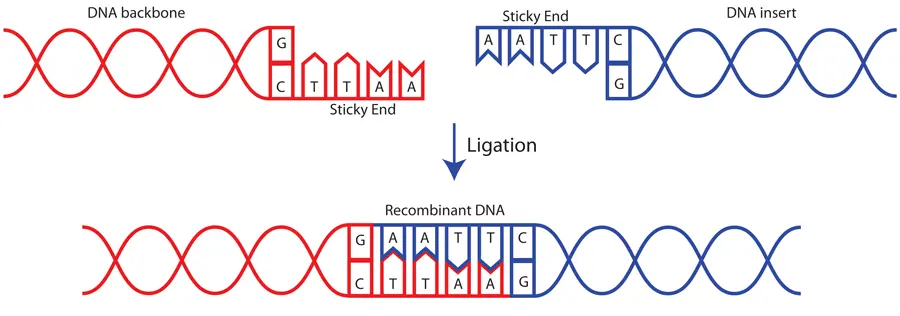 DNA backbone
Sticky End
DNA insert
G
A A T T C
C T T A A
G
Sticky End
Ligation
Recombinant DNA
G A A T T C
C T T A A G